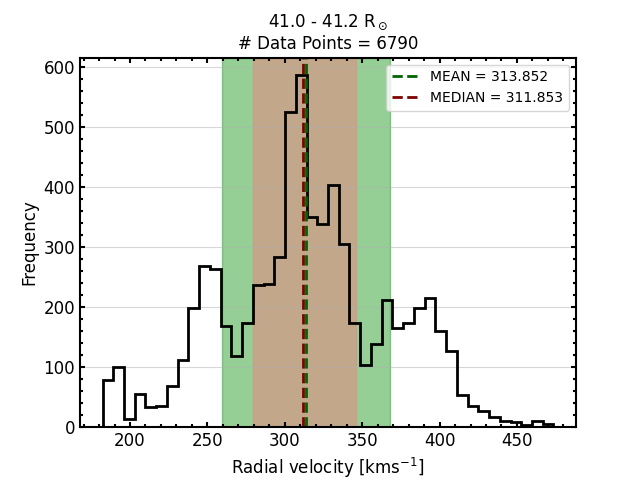 41.0 - 41.2 R⊙
# Data Points = 6790
MEAN = 313.852
MEDIAN = 311.853
Frequency
600
500
400
300
200
100
0
200 250 300 350 400 450
Radial velocity [kms⁻¹]